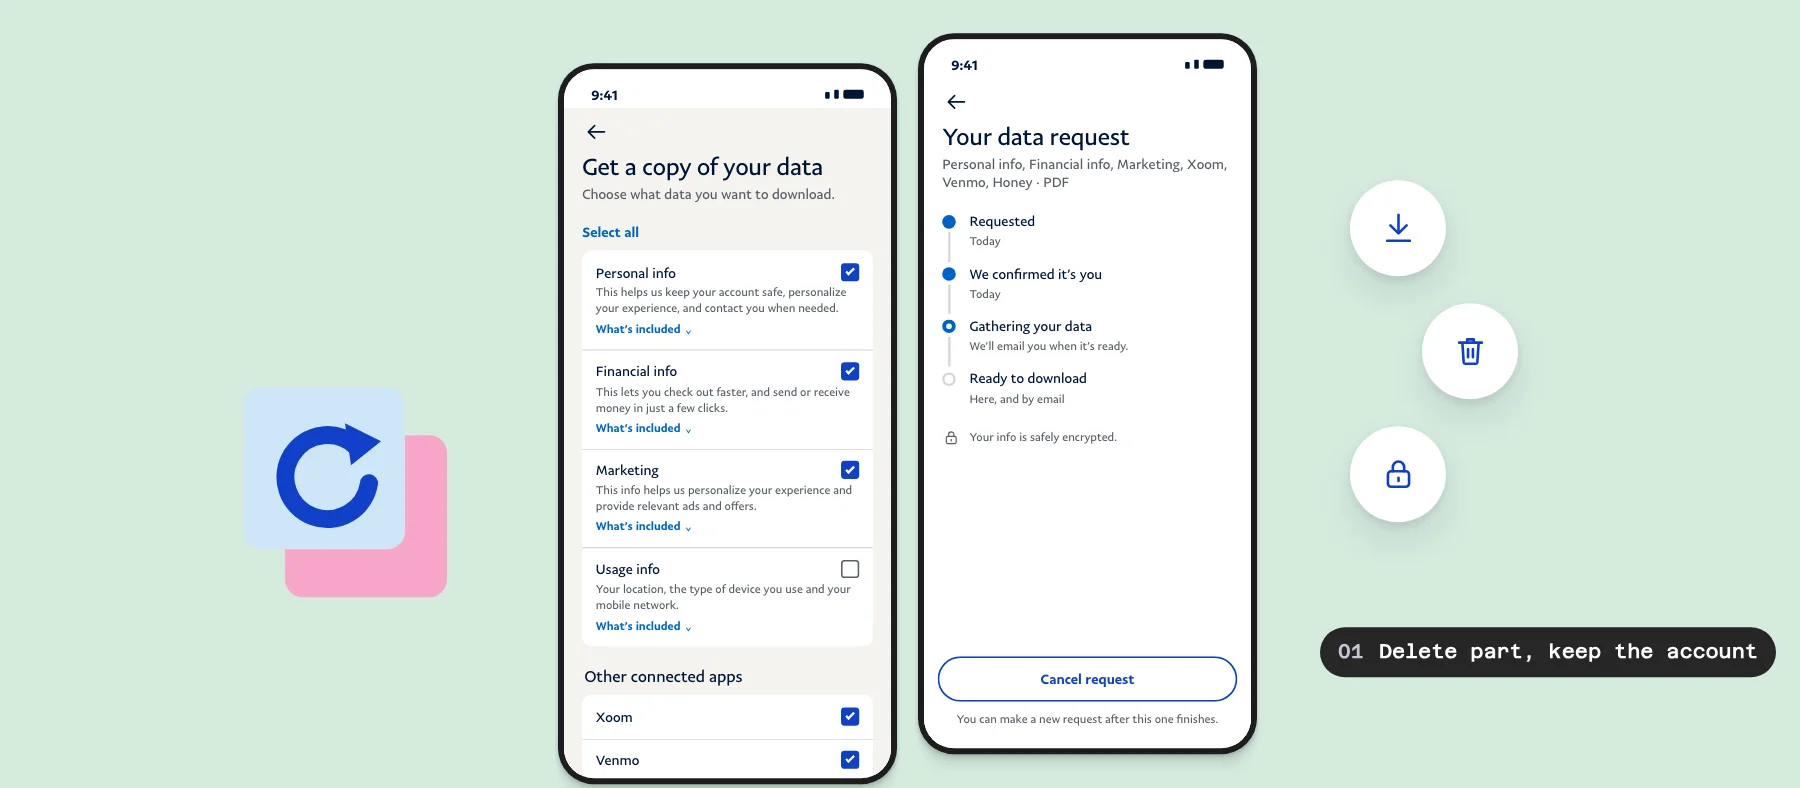 9:41
Get a copy of your data
Choose what data you want to download.
Select all
Personal info
This helps us keep your account safe, personalize
your experience, and contact you when needed.
What's included
Financial info
This lets you check out faster, and send or receive
money in just a few clicks.
What's included
Marketing
This info helps us personalize your experience and
provide relevant ads and offers.
What's included
Usage info
Your location, the type of device you use and your
mobile network.
What's included
Other connected apps
Xoom
Venmo
9:41
Your data request
Personal info, Financial info, Marketing, Xoom,
Venmo, Honey · PDF
Requested
Today
We confirmed it's you
Today
Gathering your data
We'll email you when it's ready.
Ready to download
Here, and by email
Your info is safely encrypted.
Cancel request
You can make a new request after this one finishes.
01 Delete part, keep the account